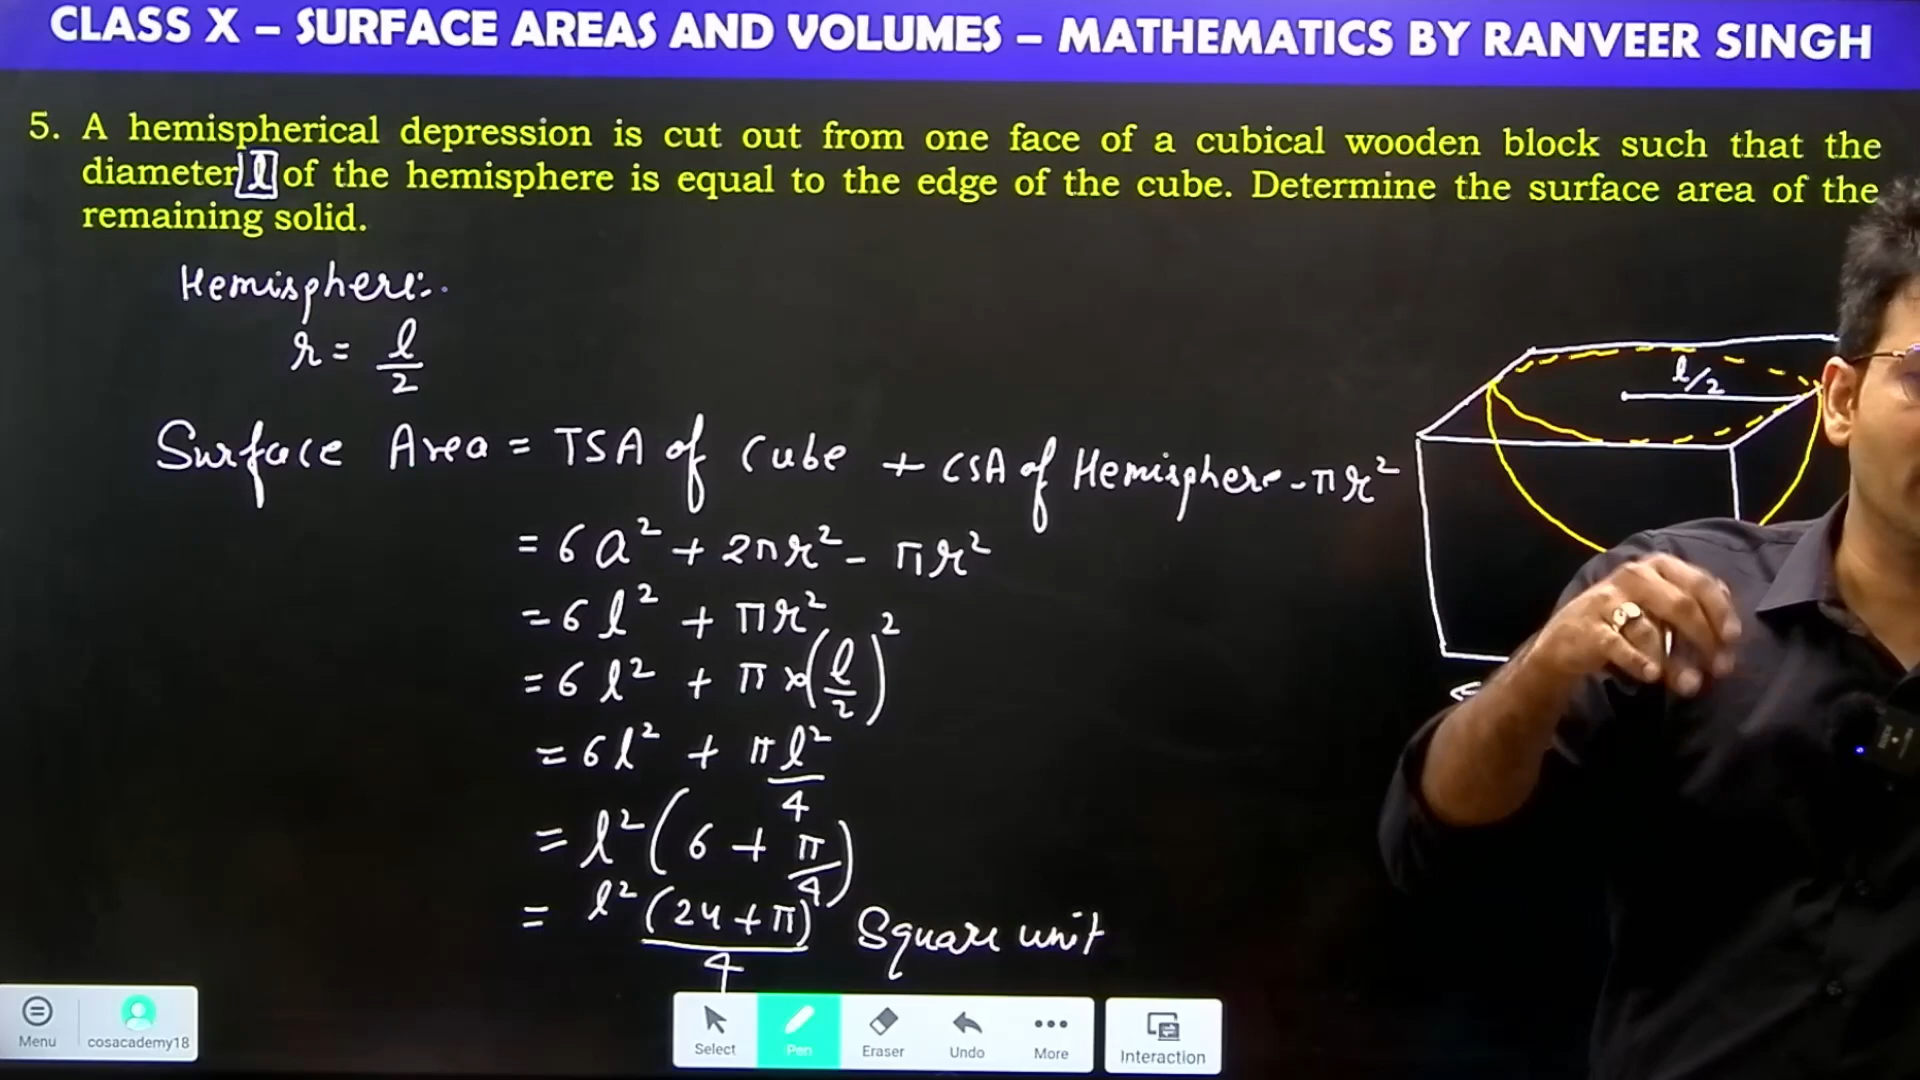 CLASS X – SURFACE AREAS AND VOLUMES – MATHEMATICS BY RANVEER SINGH
5. A hemispherical depression is cut out from one face of a cubical wooden block such that the
diameter l of the hemisphere is equal to the edge of the cube. Determine the surface area of the
remaining solid.
Hemisphere:-
r = l/2
Surface Area = TSA of Cube + CSA of Hemisphere - πr²
= 6a² + 2πr² - πr²
= 6l² + πr²
= 6l² + π × (l/2)²
= 6l² + πl²/4
= l²(6 + π/4)
= l²(24 + π)/4 Square unit
l/2
Menu
cosacademy18
Select
Pen
Eraser
Undo
More
Interaction